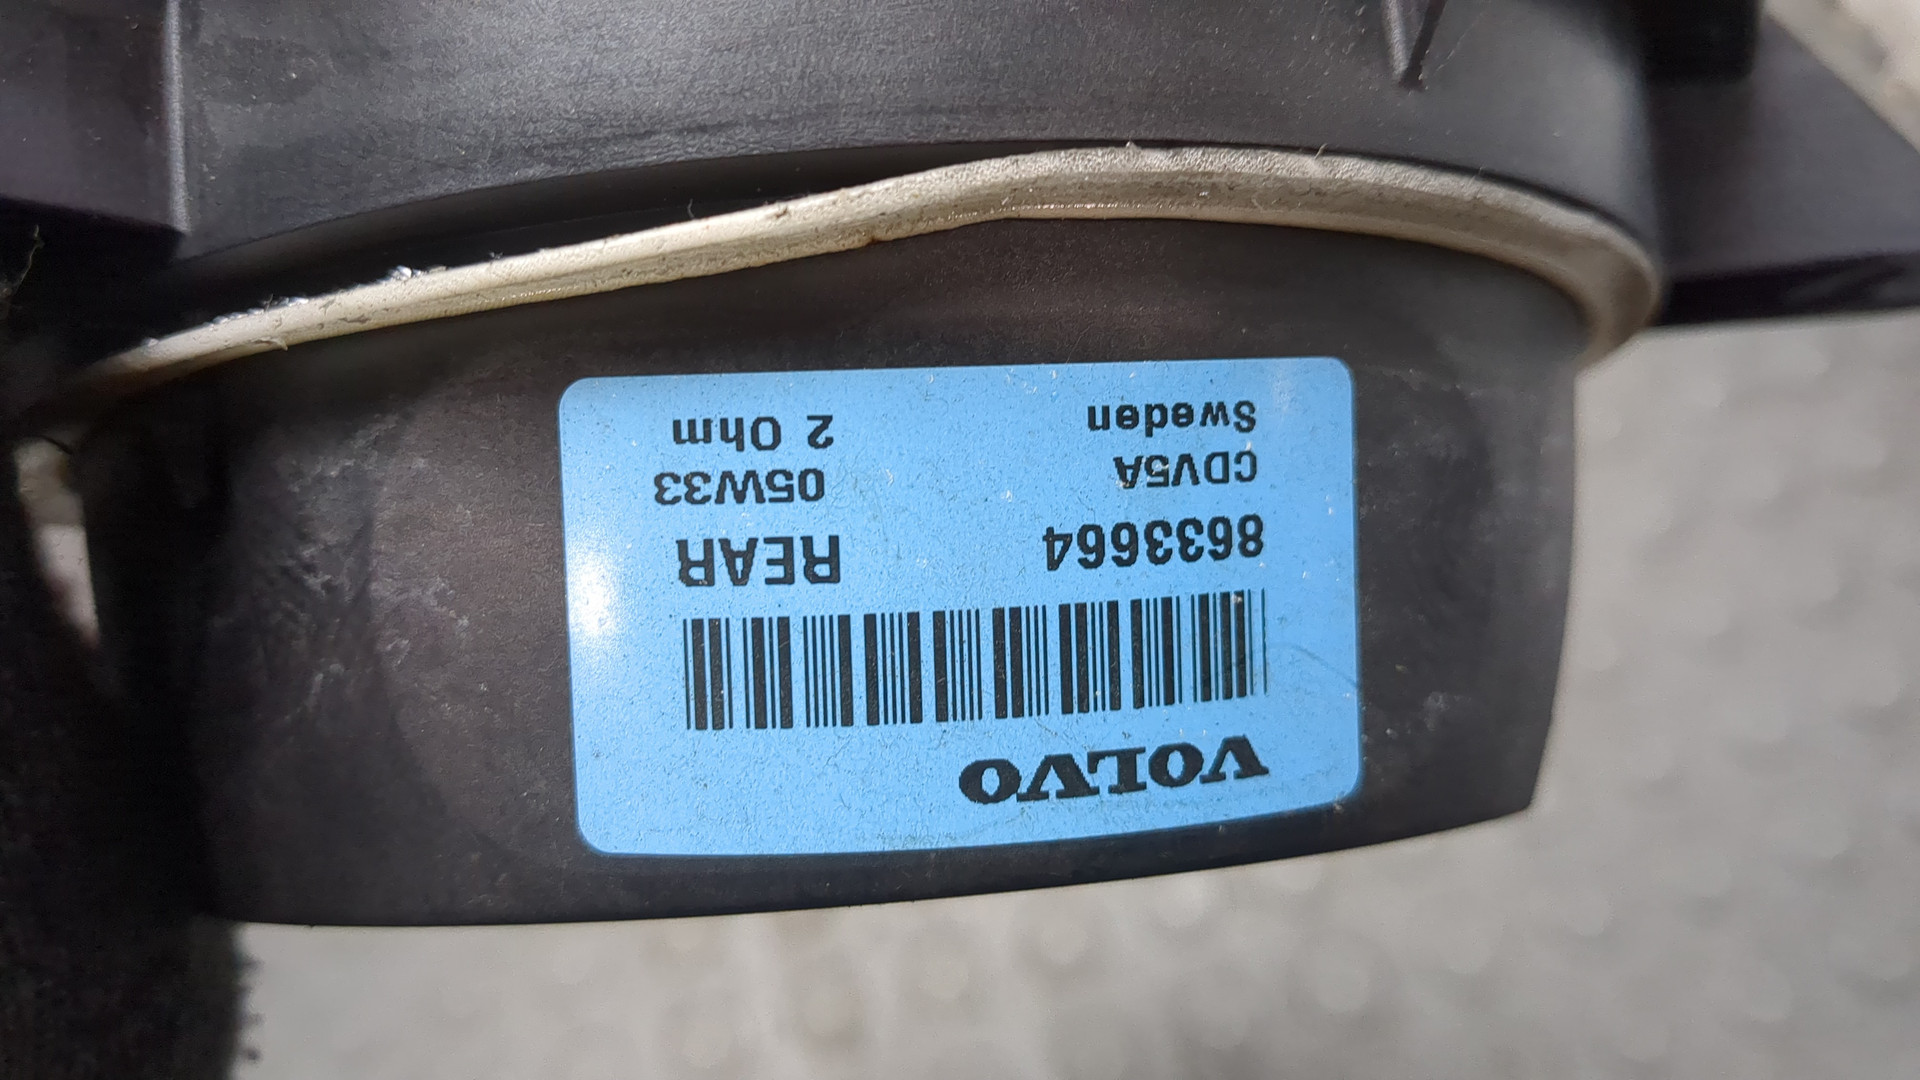 VOLVO
8633664 REAR
CDV5A 05W33
Sweden 2 Ohm